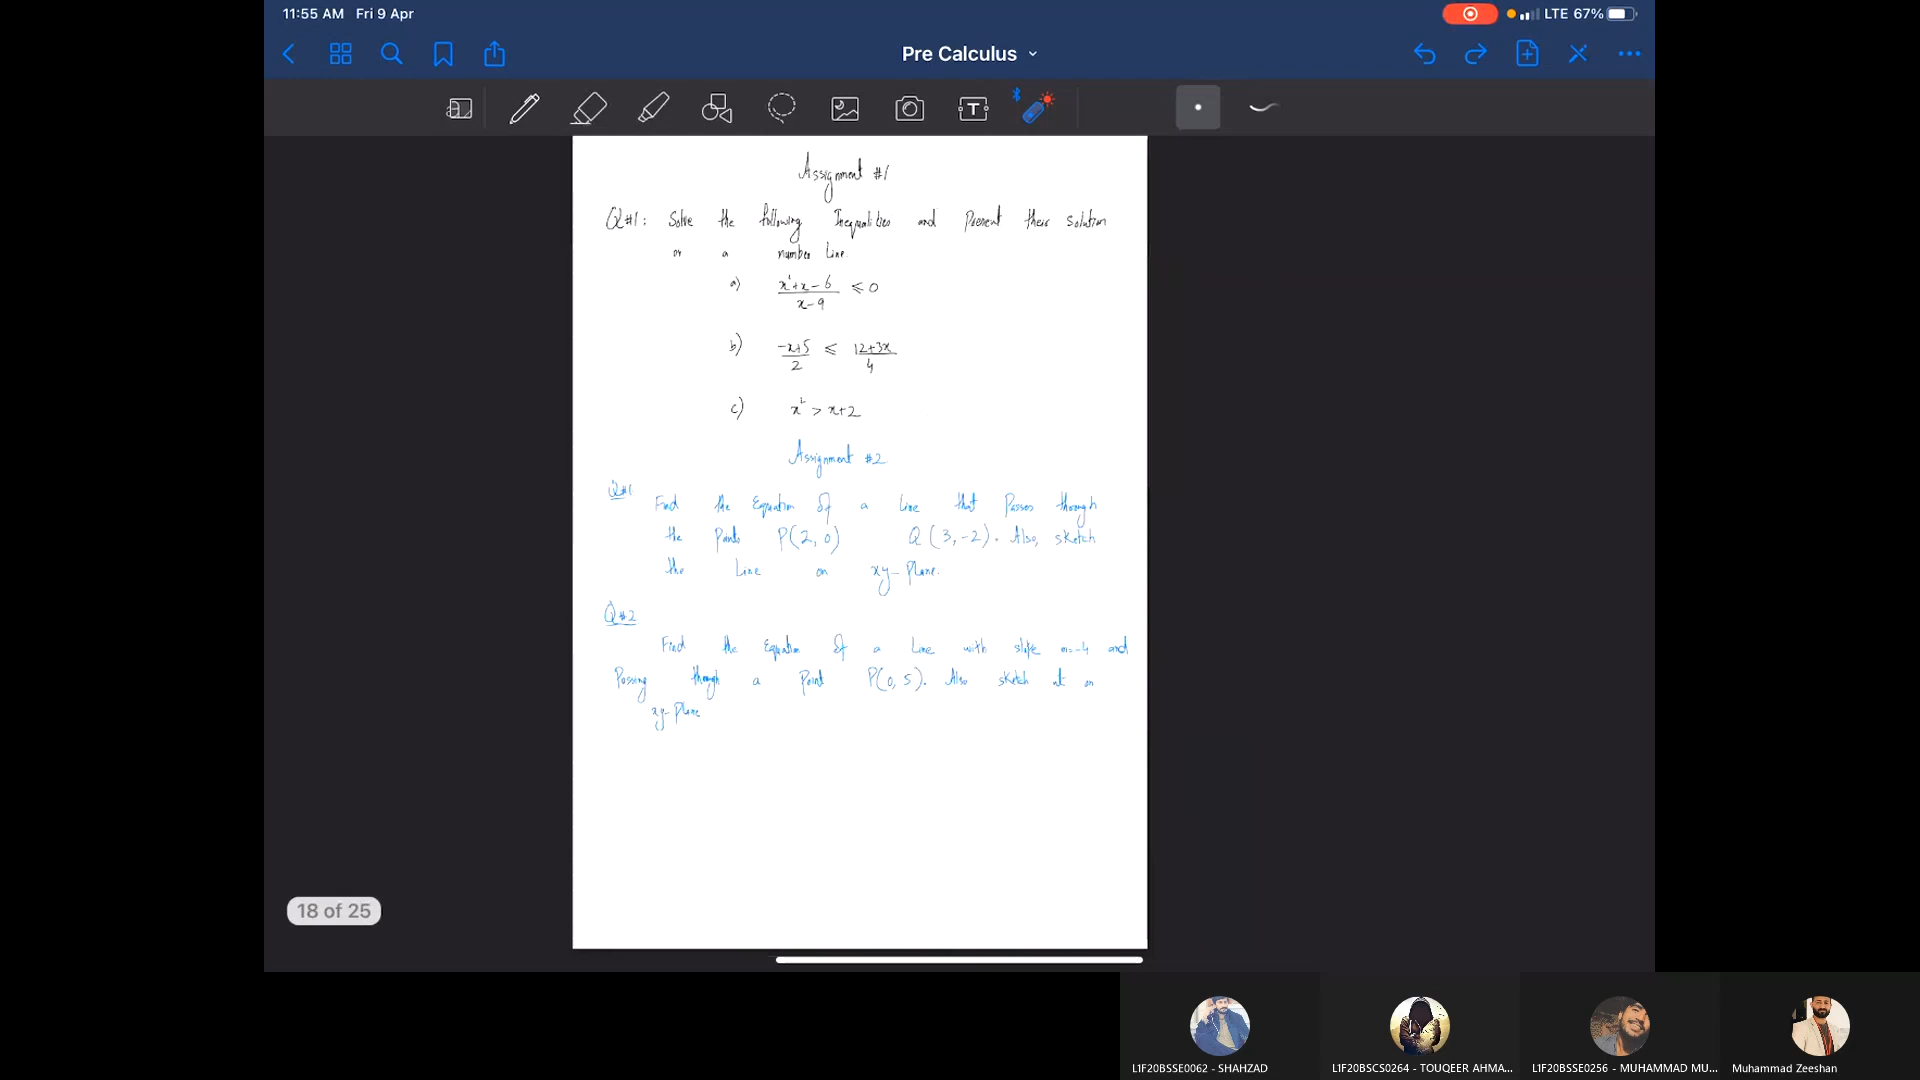 11:55 AM Fri 9 Apr
LTE 67%
Pre Calculus
Assignment #1
Q#1: Solve the following Inequalities and Present their solution
on a number Line.
a) x²+x-6/x-9 ≤ 0
b) -x+5/2 ≤ 12+3x/4
c) x² > x+2
Assignment #2
Q#1
Find the Equation of a Line that Passes through
the Points P(2,0) Q(3,-2). Also, sketch
the Line on xy-Plane.
Q#2
Find the Equation of a Line with slope m=-4 and
Passing through a Point P(0,5). Also sketch at on
xy-Plane
18 of 25
L1F20BSSE0062 - SHAHZAD
L1F20BSCS0264 - TOUQEER AHMA...
L1F20BSSE0256 - MUHAMMAD MU...
Muhammad Zeeshan